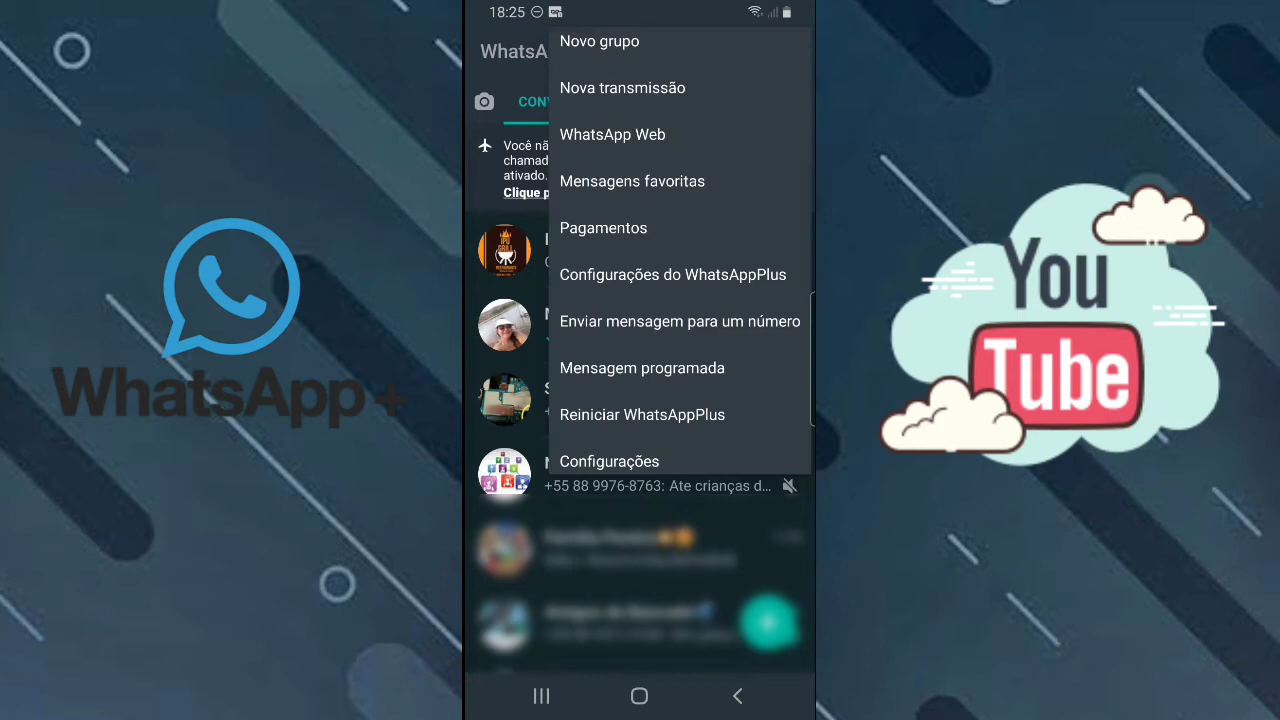 18:25
WhatsA
Novo grupo
Nova transmissão
CONV
WhatsApp Web
Você nã
chamad
ativado.
Clique p
Mensagens favoritas
Pagamentos
Configurações do WhatsAppPlus
Enviar mensagem para um número
Mensagem programada
Reiniciar WhatsAppPlus
Configurações
+55 88 9976-8763: Ate crianças d...
WhatsApp+
You
Tube